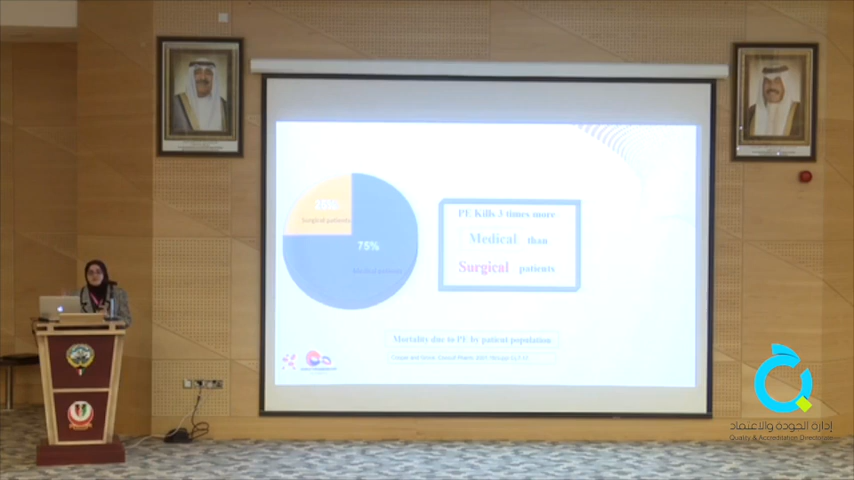 25%
Surgical patients
75%
Medical patients
PE Kills 3 times more
Medical than
Surgical patients
Mortality due to PE by patient population
إدارة الجودة والاعتماد
Quality & Accreditation Directorate